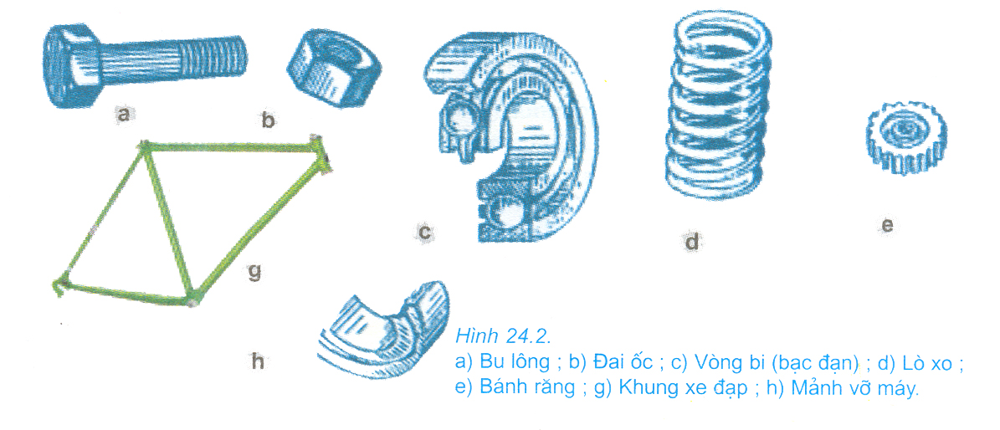 a
b
c
d
e
g
h
Hình 24.2.
a) Bu lông ; b) Đai ốc ; c) Vòng bi (bạc đạn) ; d) Lò xo ;
e) Bánh răng ; g) Khung xe đạp ; h) Mảnh vỡ máy.